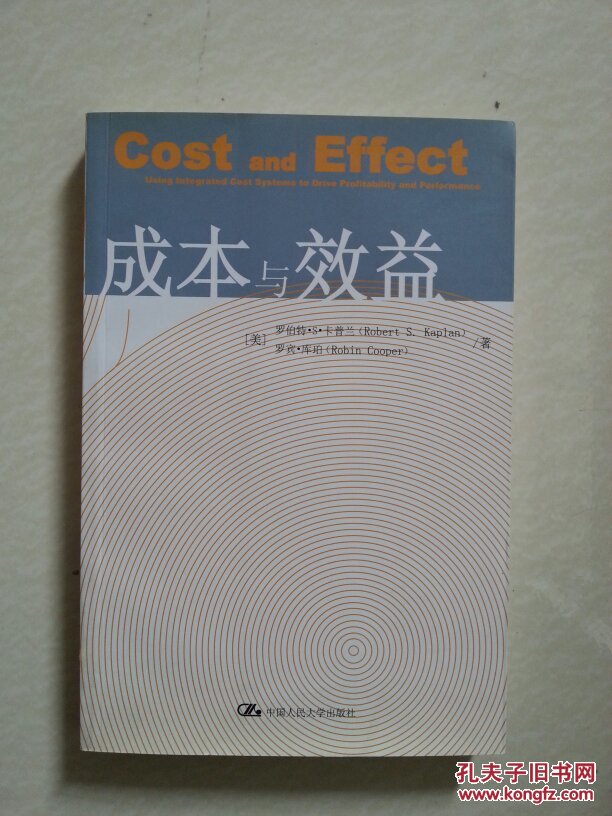 Cost and Effect
Using Integrated Cost Systems to Drive Profitability and Performance
成本与效益
[美] 罗伯特·S·卡普兰(Robert S. Kaplan)
罗宾·库珀(Robin Cooper) /著
中国人民大学出版社
孔夫子旧书网
www.kongfz.com